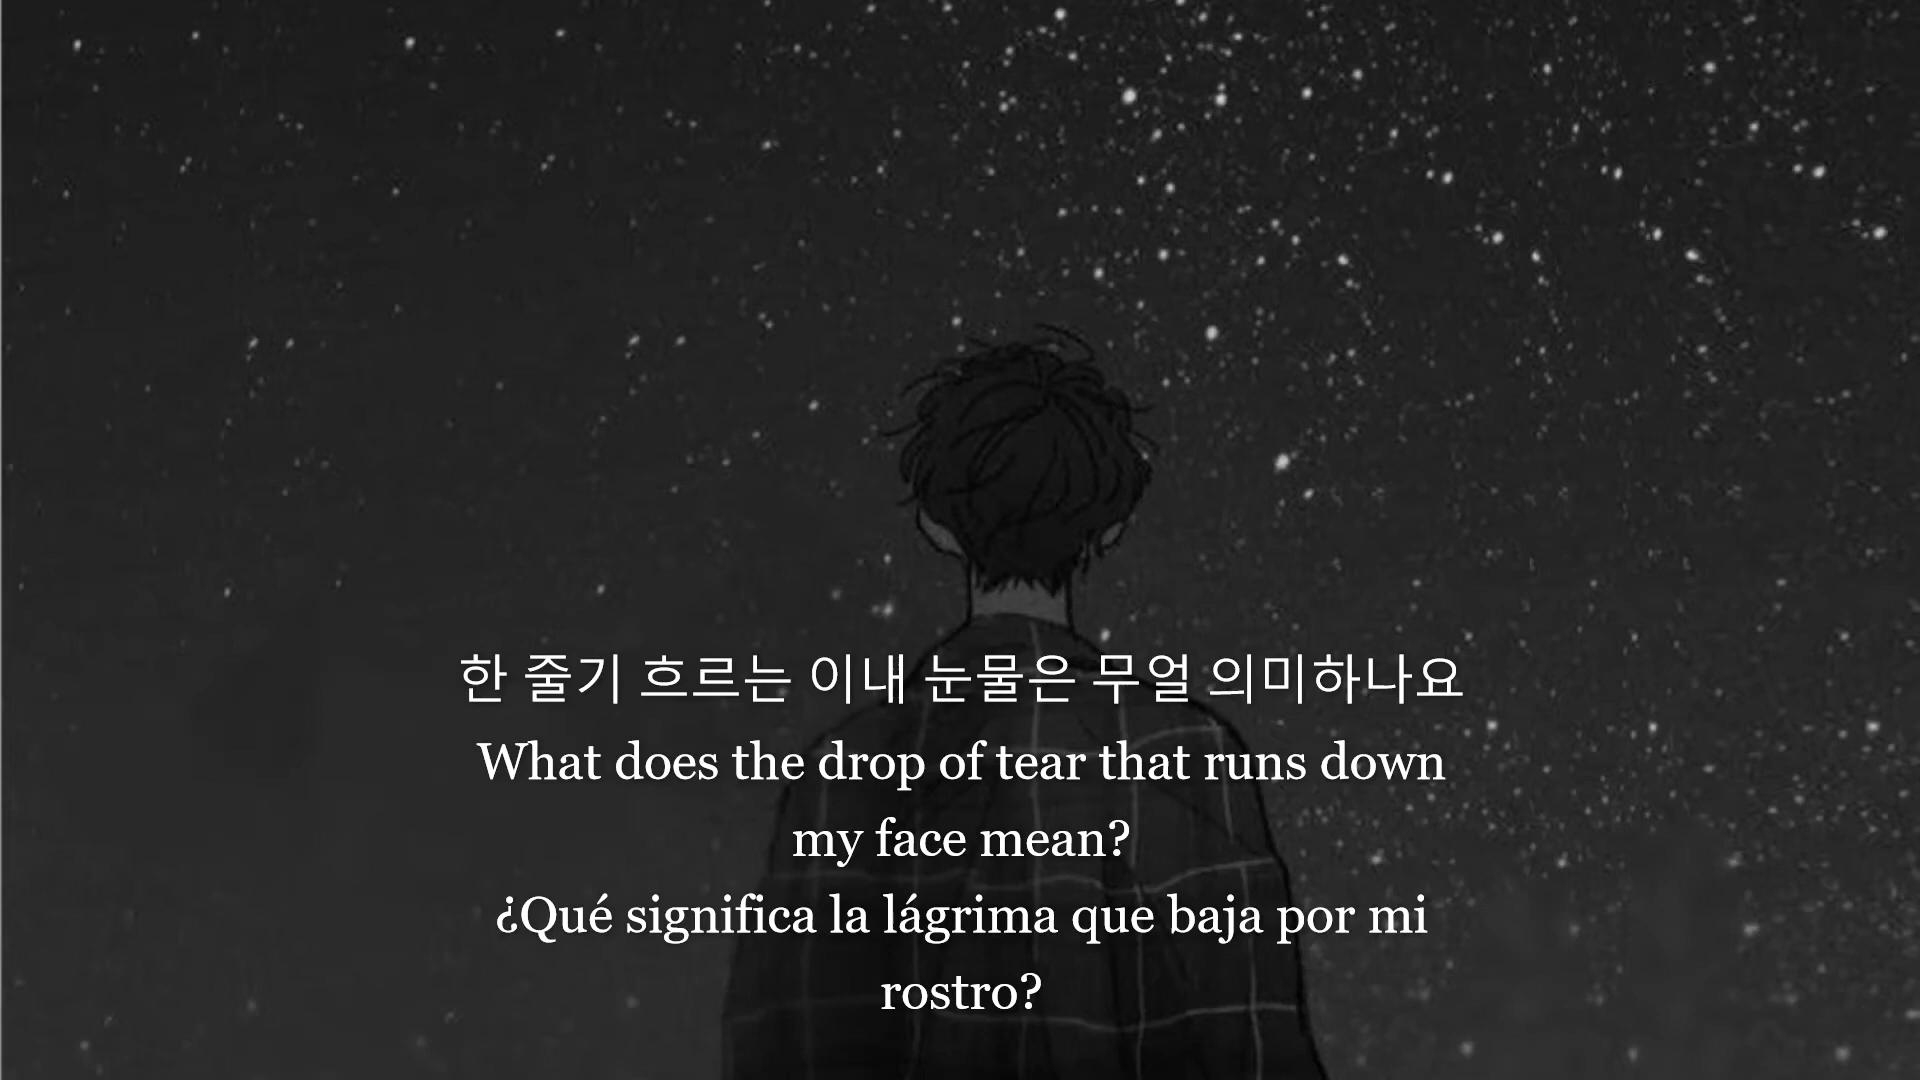 한 줄기 흐르는 이내 눈물은 무얼 의미하나요
What does the drop of tear that runs down
my face mean?
¿Qué significa la lágrima que baja por mi
rostro?